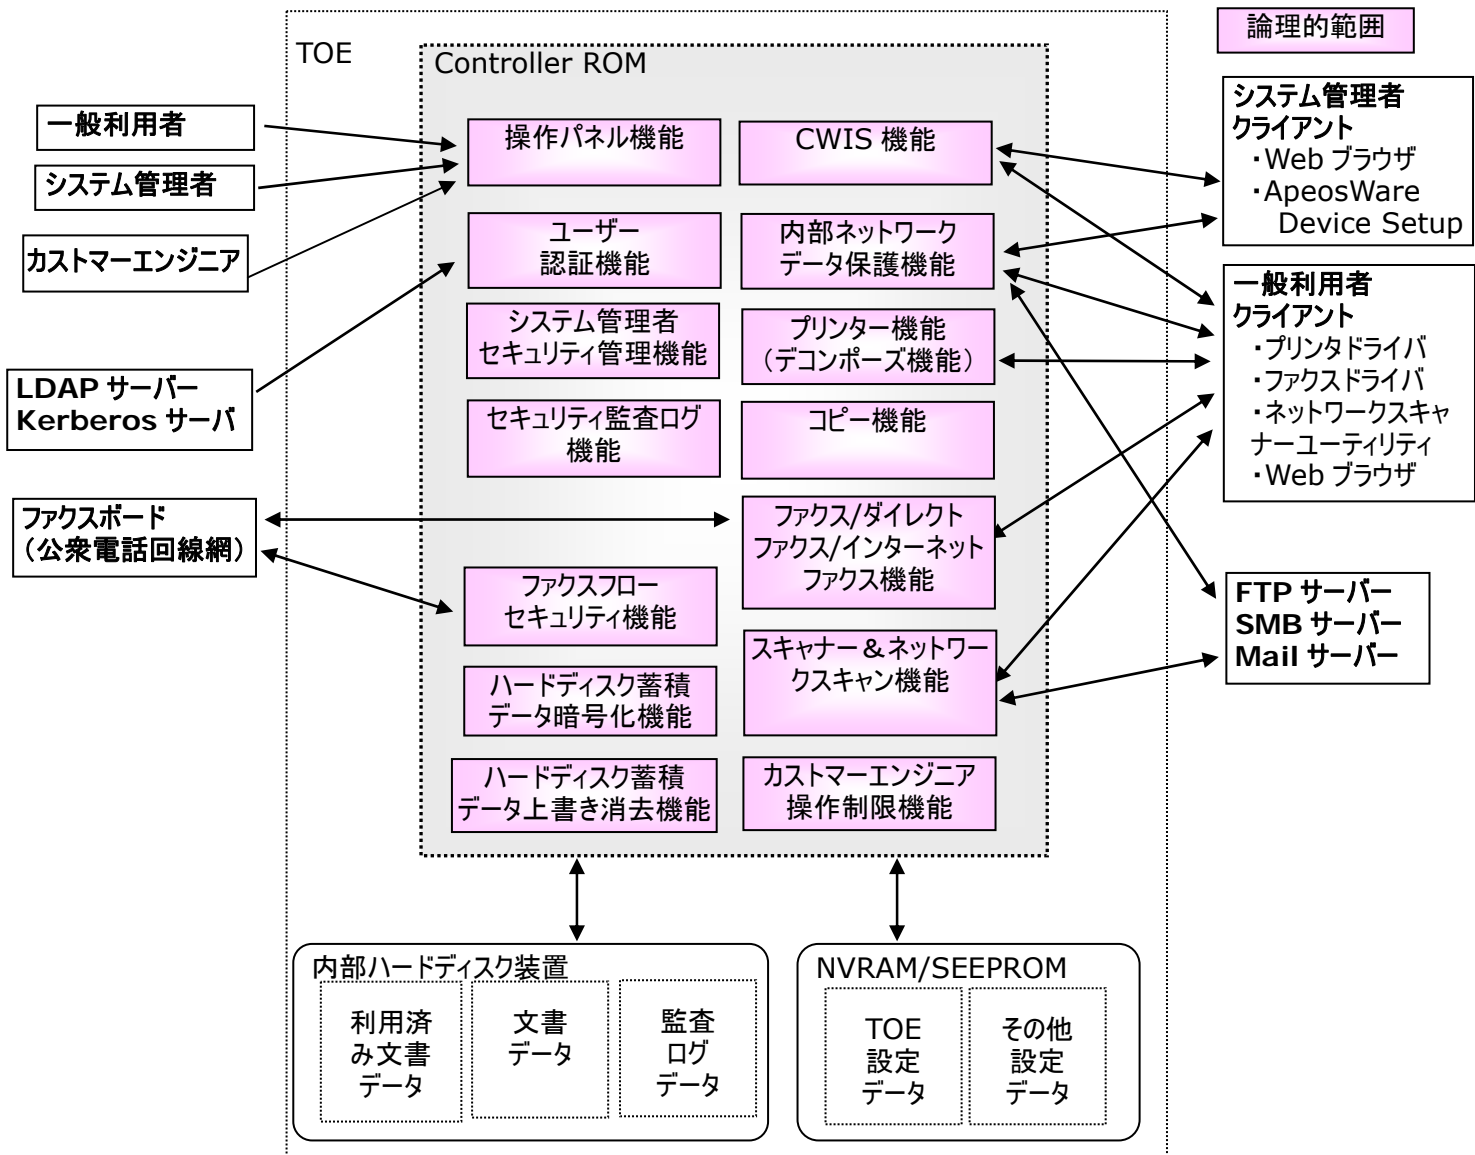 論理的範囲
TOE
Controller ROM
一般利用者
システム管理者
カストマーエンジニア
LDAP サーバー
Kerberos サーバ
ファクスボード
（公衆電話回線網）
操作パネル機能
ユーザー
認証機能
システム管理者
セキュリティ管理機能
セキュリティ監査ログ
機能
ファクスフロー
セキュリティ機能
ハードディスク蓄積
データ暗号化機能
ハードディスク蓄積
データ上書き消去機能
CWIS 機能
内部ネットワーク
データ保護機能
プリンター機能
（デコンポーズ機能）
コピー機能
ファクス/ダイレクト
ファクス/インターネット
ファクス機能
スキャナー＆ネットワー
クスキャン機能
カストマーエンジニア
操作制限機能
システム管理者
クライアント
・Web ブラウザ
・ApeosWare
Device Setup
一般利用者
クライアント
・プリンタドライバ
・ファクスドライバ
・ネットワークスキャ
ナーユーティリティ
・Web ブラウザ
FTP サーバー
SMB サーバー
Mail サーバー
内部ハードディスク装置
利用済
み文書
データ
文書
データ
監査
ログ
データ
NVRAM/SEEPROM
TOE
設定
データ
その他
設定
データ